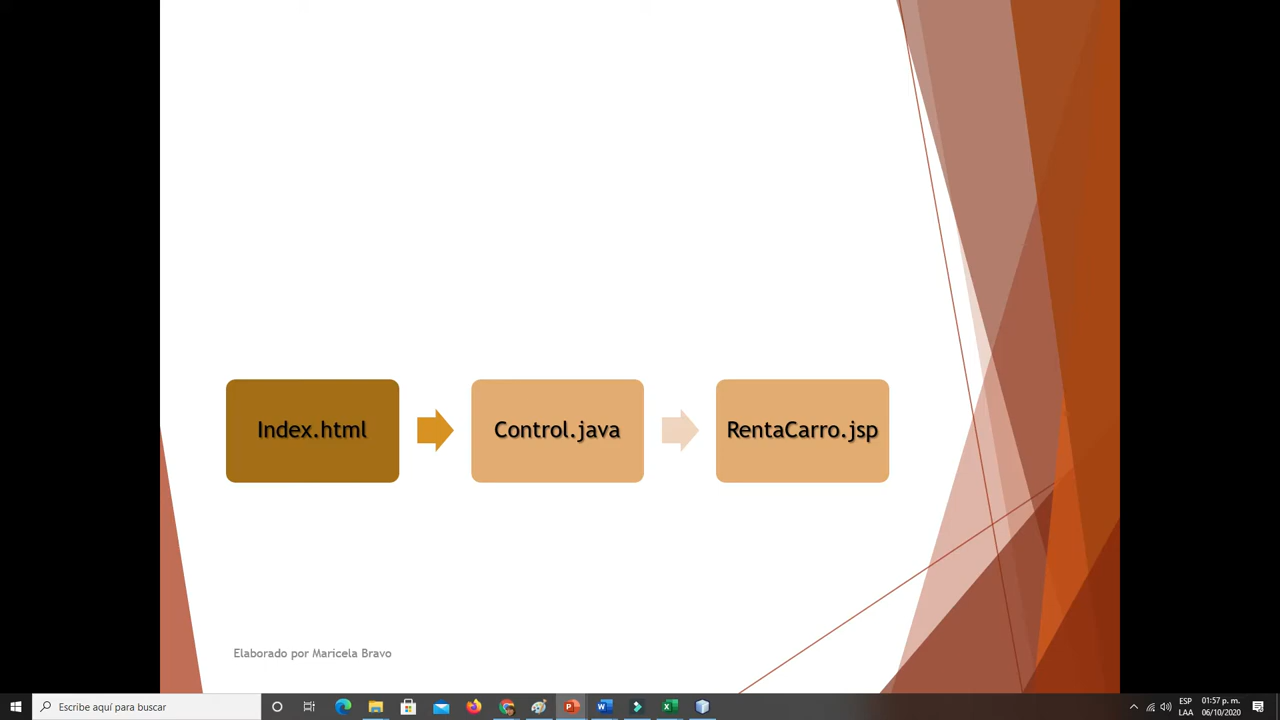 Index.html
Control.java
RentaCarro.jsp
Elaborado por Maricela Bravo
Escribe aquí para buscar
ESP
LAA
01:57 p. m.
06/10/2020